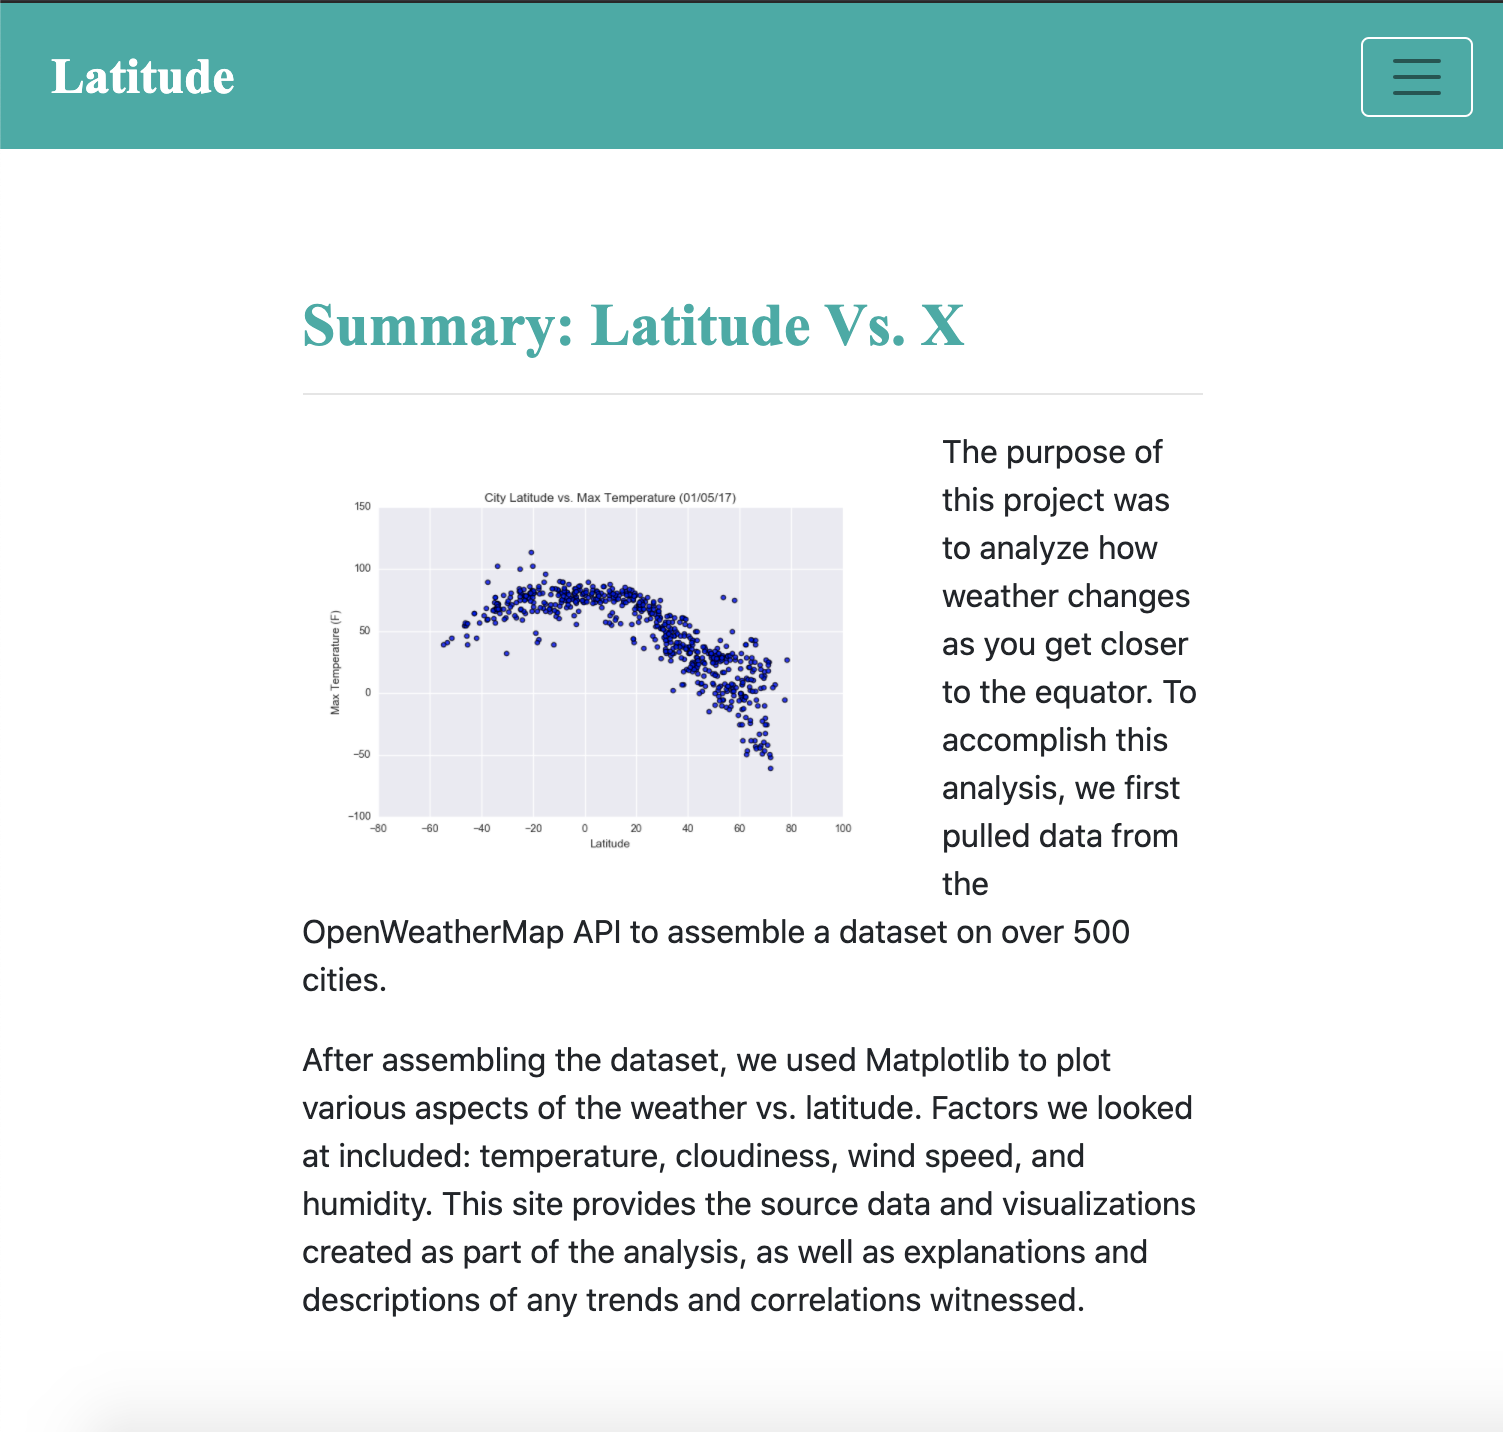 Latitude
Summary: Latitude Vs. X
City Latitude vs. Max Temperature (01/05/17)
150
100
50
0
−50
−100
Max Temperature (F)
−80 −60 −40 −20 0 20 40 60 80 100
Latitude
The purpose of
this project was
to analyze how
weather changes
as you get closer
to the equator. To
accomplish this
analysis, we first
pulled data from
the
OpenWeatherMap API to assemble a dataset on over 500
cities.
After assembling the dataset, we used Matplotlib to plot
various aspects of the weather vs. latitude. Factors we looked
at included: temperature, cloudiness, wind speed, and
humidity. This site provides the source data and visualizations
created as part of the analysis, as well as explanations and
descriptions of any trends and correlations witnessed.